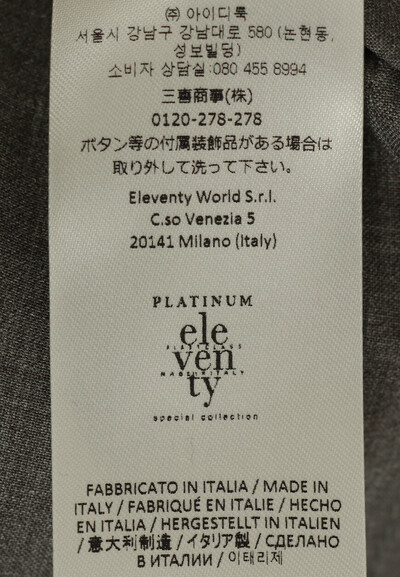 ㈜ 아이디룩
서울시 강남구 강남대로 580 (논현동,
성보빌딩)
소비자 상담실:080 455 8994
三喜商事(株)
0120-278-278
ボタン等の付属装飾品がある場合は
取り外して洗って下さい。
Eleventy World S.r.l.
C.so Venezia 5
20141 Milano (Italy)
PLATINUM
ele
ven
MADE IN ITALY
ty
special collection
FABBRICATO IN ITALIA / MADE IN
ITALY / FABRIQUÉ EN ITALIE / HECHO
EN ITALIA / HERGESTELLT IN ITALIEN
/ 意大利制造 / イタリア製 / СДЕЛАНО
В ИТАЛИИ / 이태리제